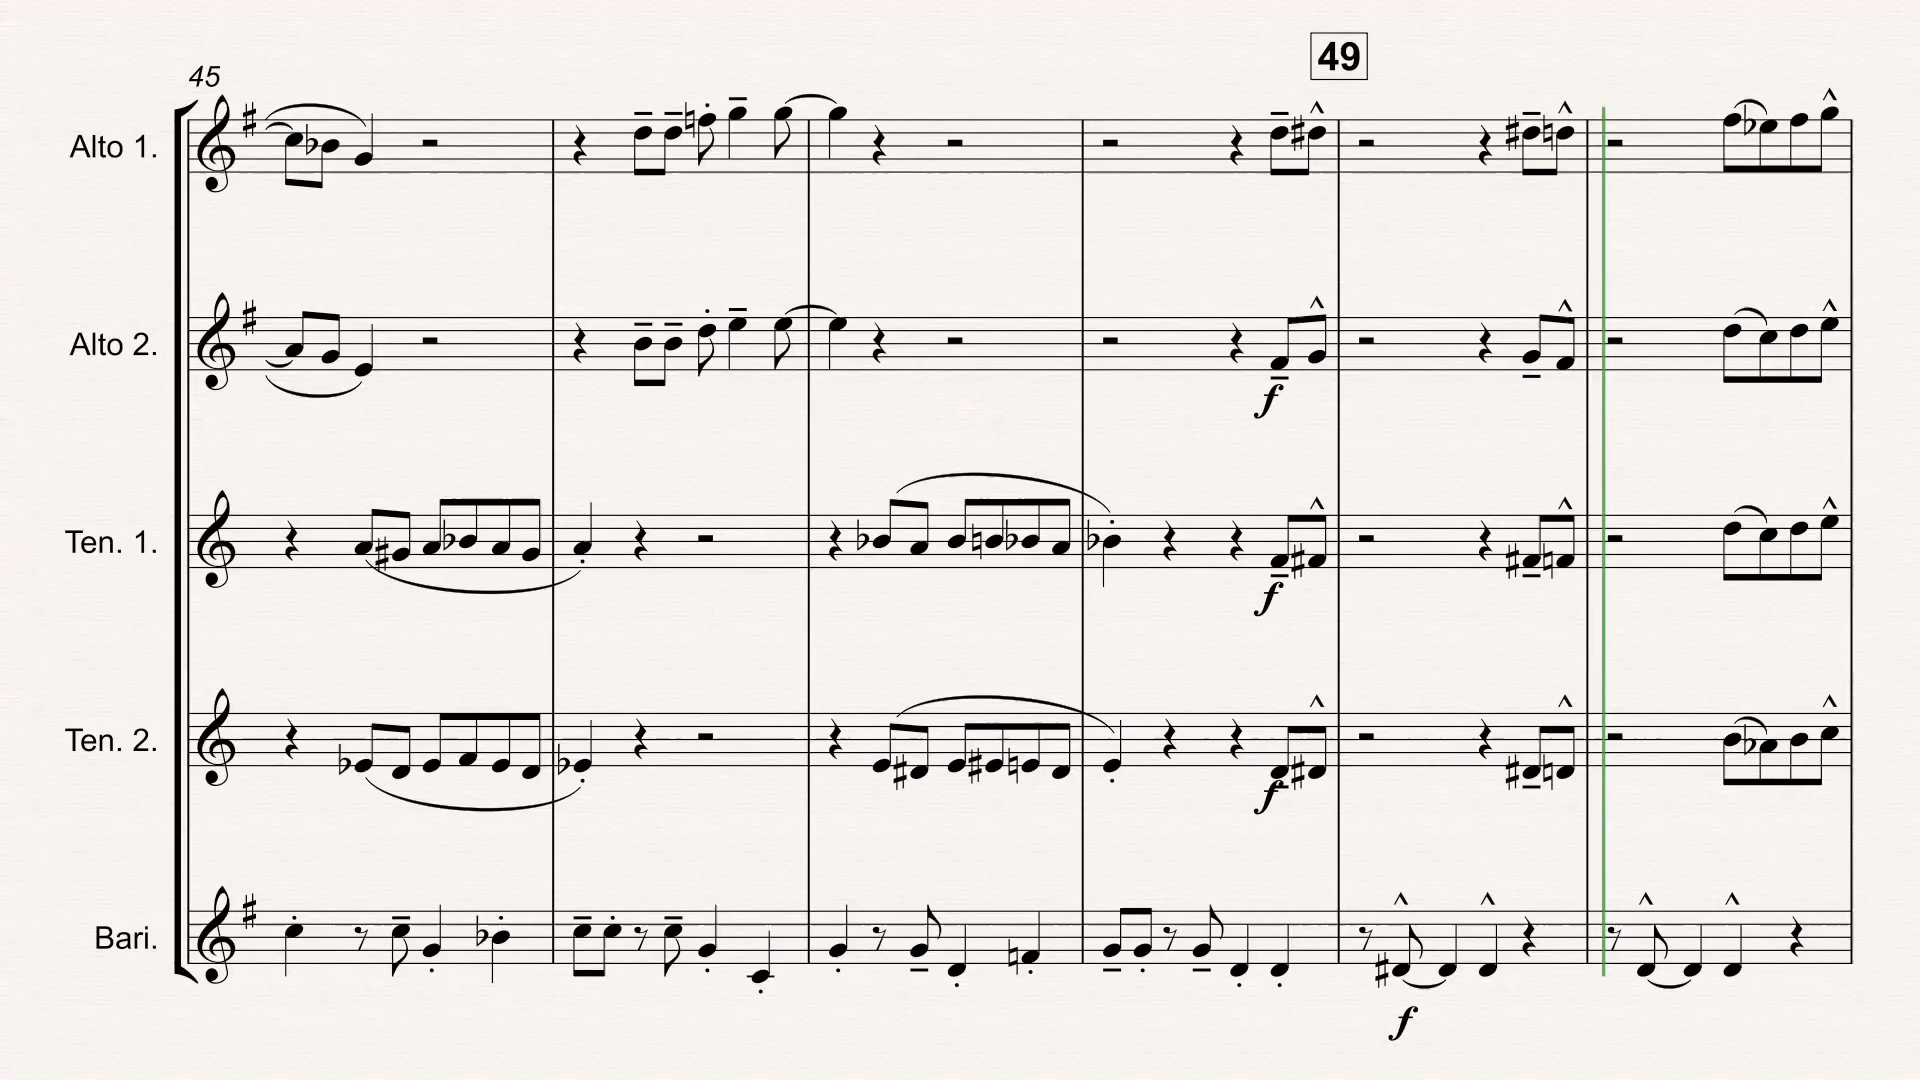 49
45
Alto 1.
Alto 2.
f
Ten. 1.
f
Ten. 2.
f
Bari.
f